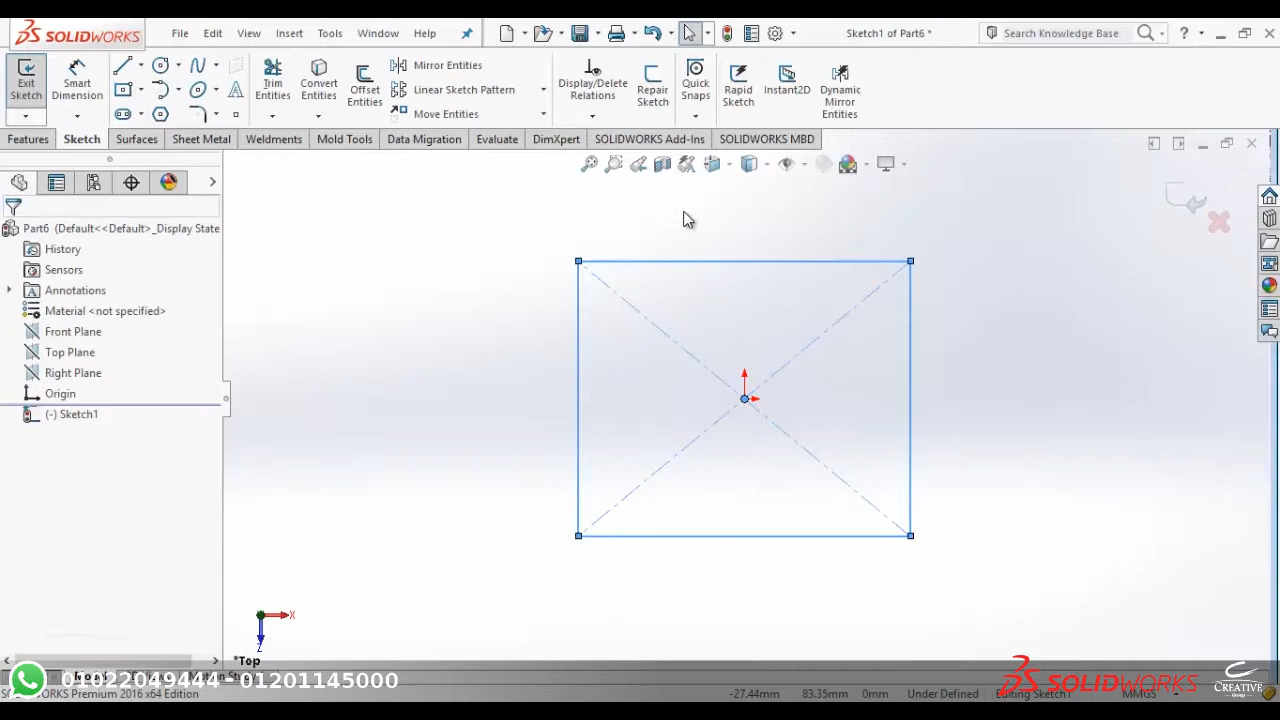 SOLIDWORKS
File Edit View Insert Tools Window Help
Sketch1 of Part6 *
Search Knowledge Base
Exit Sketch
Smart Dimension
Trim Entities
Convert Entities
Offset Entities
Mirror Entities
Linear Sketch Pattern
Move Entities
Display/Delete Relations
Repair Sketch
Quick Snaps
Rapid Sketch
Instant2D
Dynamic Mirror Entities
Features Sketch Surfaces Sheet Metal Weldments Mold Tools Data Migration Evaluate DimXpert SOLIDWORKS Add-Ins SOLIDWORKS MBD
Part6 (Default<<Default>_Display State
History
Sensors
Annotations
Material <not specified>
Front Plane
Top Plane
Right Plane
Origin
(-) Sketch1
X
Z
*Top
01022049444 - 01201145000
SOLIDWORKS Premium 2016 x64 Edition
-27.44mm 83.35mm 0mm Under Defined Editing Sketch1 MMGS
SOLIDWORKS
CREATIVE
Group